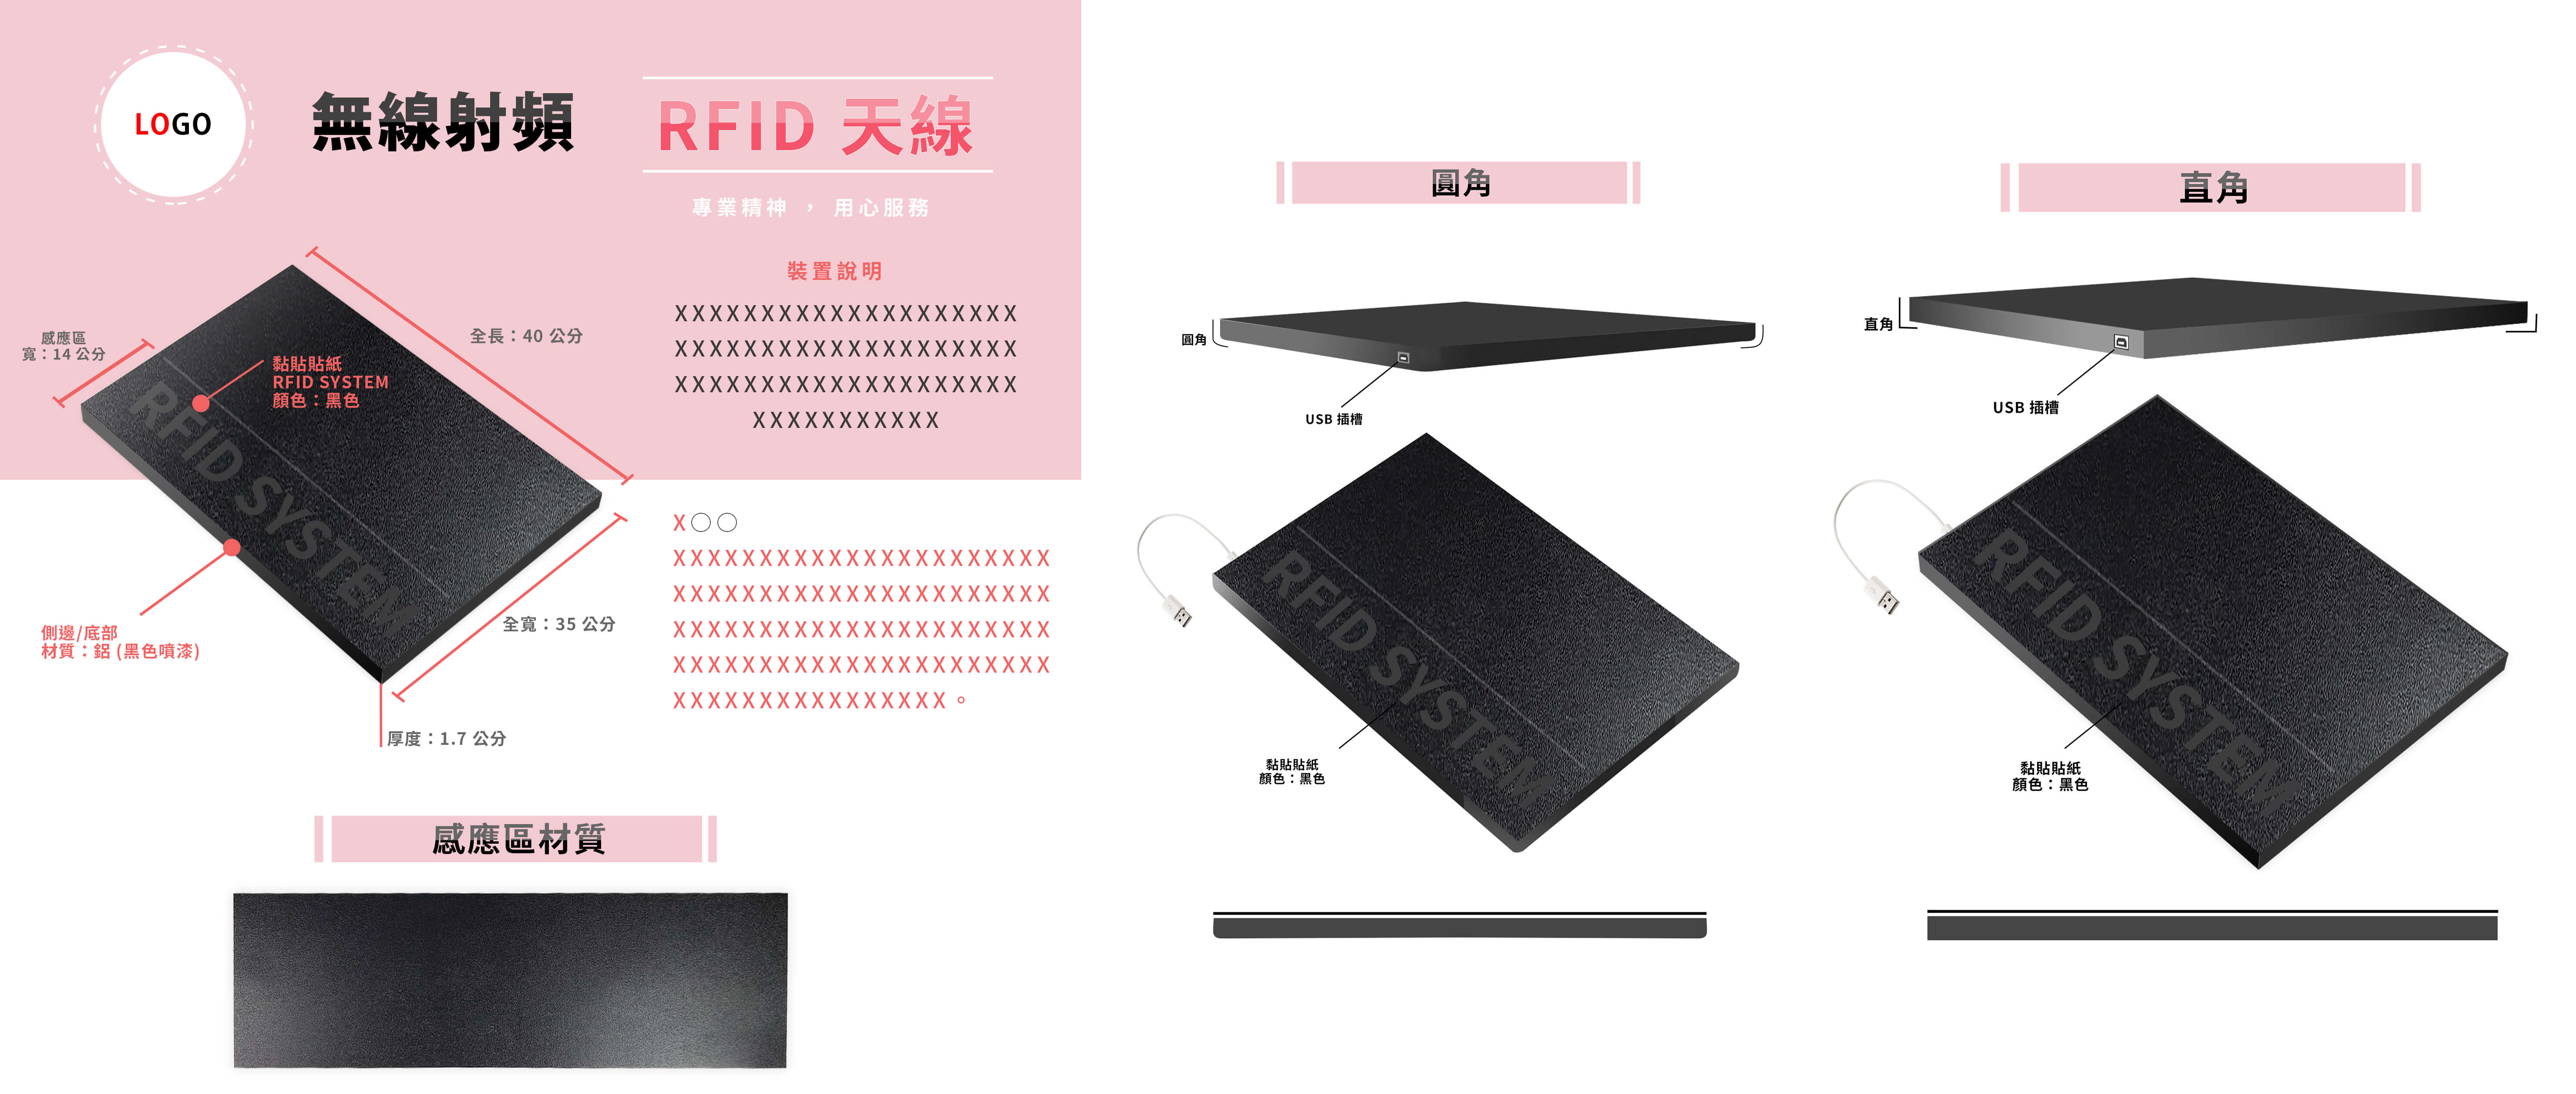 LOGO
無線射頻
RFID 天線
專業精神 ， 用心服務
裝置說明
XXXXXXXXXXXXXXXXXXXX
XXXXXXXXXXXXXXXXXXXX
XXXXXXXXXXXXXXXXXXXX
XXXXXXXXXXX
感應區
寬：14 公分
全長：40 公分
黏貼貼紙
RFID SYSTEM
顏色：黑色
RFID SYSTEM
側邊/底部
材質：鋁 (黑色噴漆)
全寬：35 公分
厚度：1.7 公分
X○○
XXXXXXXXXXXXXXXXXXXXXX
XXXXXXXXXXXXXXXXXXXXXX
XXXXXXXXXXXXXXXXXXXXXX
XXXXXXXXXXXXXXXXXXXXXX
XXXXXXXXXXXXXXXX。
感應區材質
圓角
圓角
USB 插槽
RFID SYSTEM
黏貼貼紙
顏色：黑色
直角
直角
USB 插槽
RFID SYSTEM
黏貼貼紙
顏色：黑色